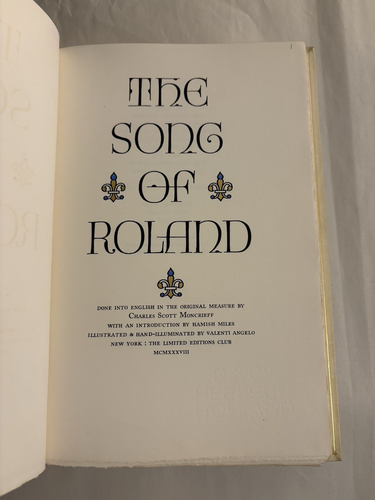 THE
SONG
OF
ROLAND
DONE INTO ENGLISH IN THE ORIGINAL MEASURE BY
CHARLES SCOTT MONCRIEFF
WITH AN INTRODUCTION BY HAMISH MILES
ILLUSTRATED & HAND-ILLUMINATED BY VALENTI ANGELO
NEW YORK : THE LIMITED EDITIONS CLUB
MCMXXXVIII